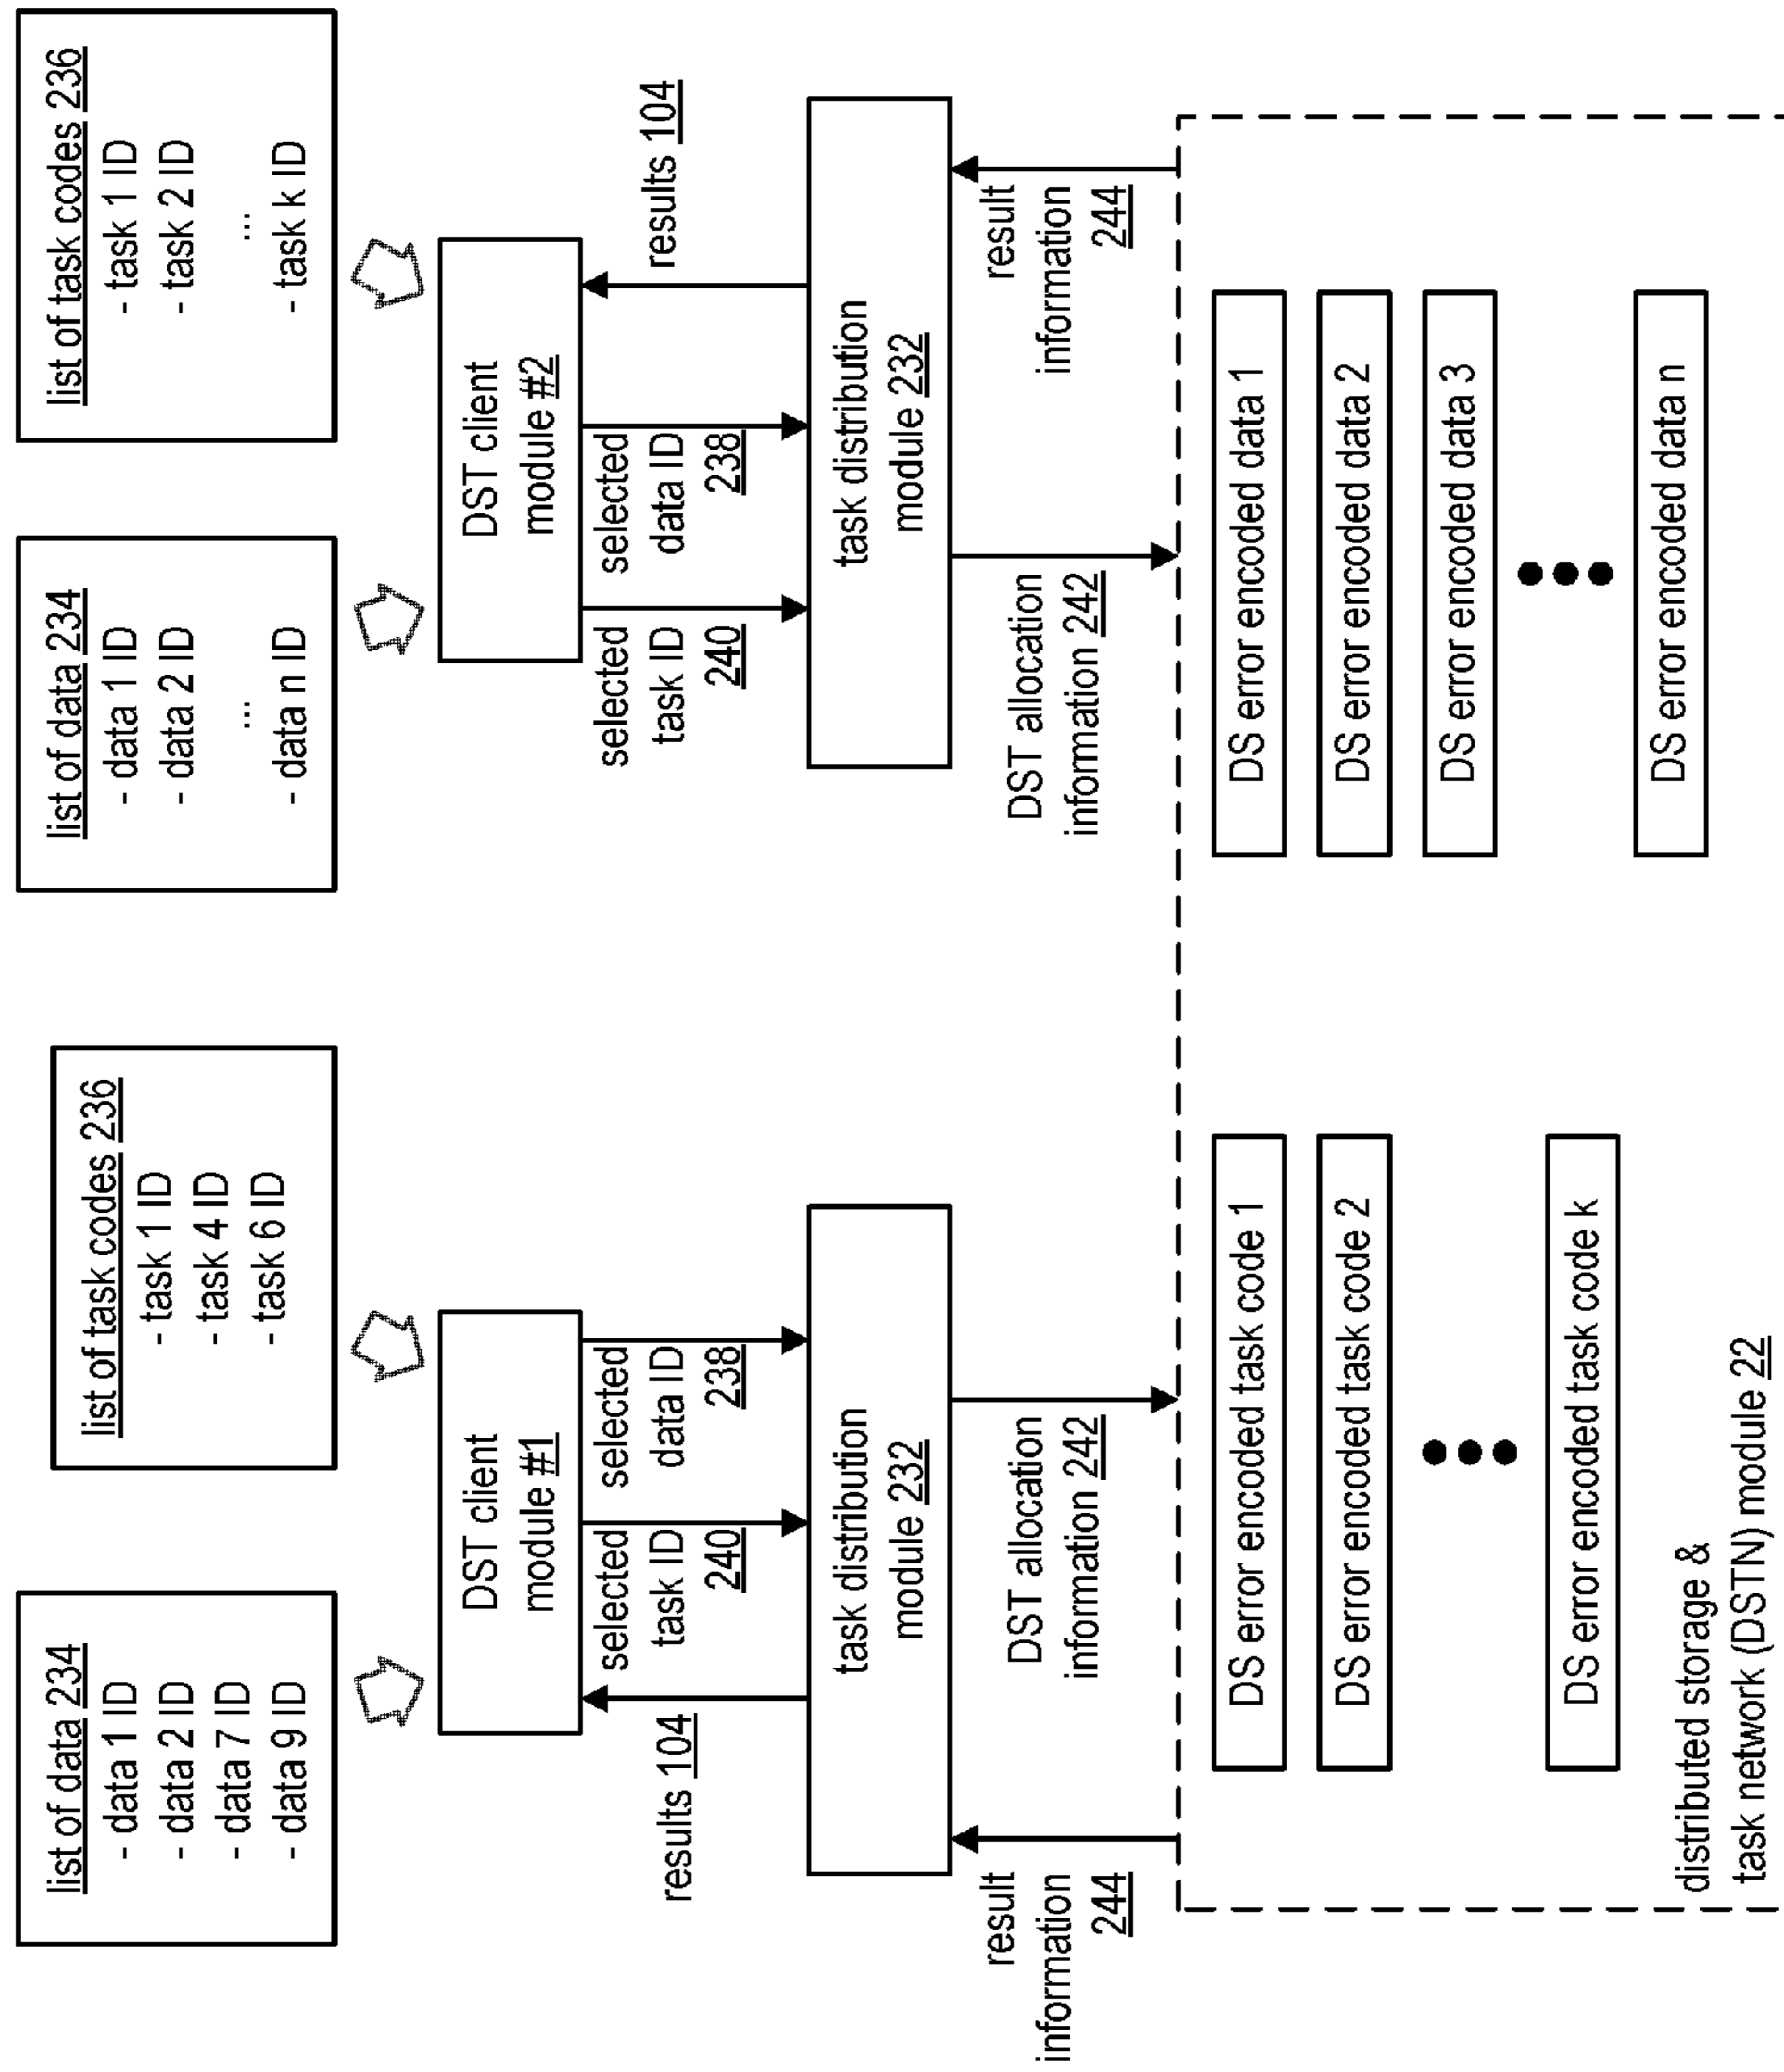 list of data 234
- data 1 ID
- data 2 ID
- data 7 ID
- data 9 ID
list of task codes 236
- task 1 ID
- task 4 ID
- task 6 ID
list of data 234
- data 1 ID
- data 2 ID
...
- data n ID
list of task codes 236
- task 1 ID
- task 2 ID
...
- task k ID
DST client
module #1
DST client
module #2
results 104
selected
task ID
240
selected
data ID
238
selected
task ID
240
selected
data ID
238
results 104
task distribution
module 232
task distribution
module 232
result
information
244
DST allocation
information 242
DST allocation
information 242
result
information
244
DS error encoded task code 1
DS error encoded task code 2
DS error encoded task code k
DS error encoded data 1
DS error encoded data 2
DS error encoded data 3
DS error encoded data n
distributed storage &
task network (DSTN) module 22